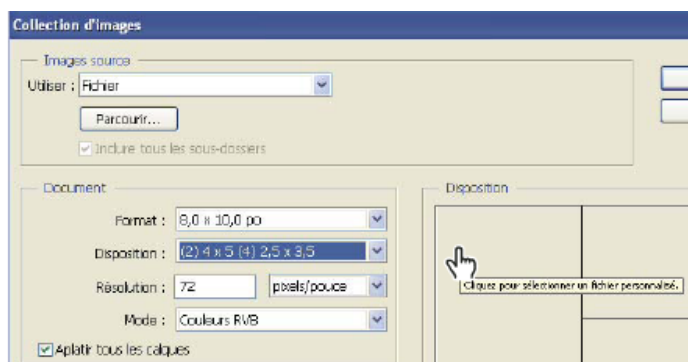 Collection d'images
Images source
Utiliser : Fichier
Parcourir...
Inclure tous les sous-dossiers
Document
Disposition
Format : 8,0 x 10,0 po
Disposition : (2) 4 x 5 (4) 2,5 x 3,5
Cliquez pour sélectionner un fichier personnalisé.
Résolution : 72 pixels/pouce
Mode : Couleurs RVB
Aplatir tous les calques